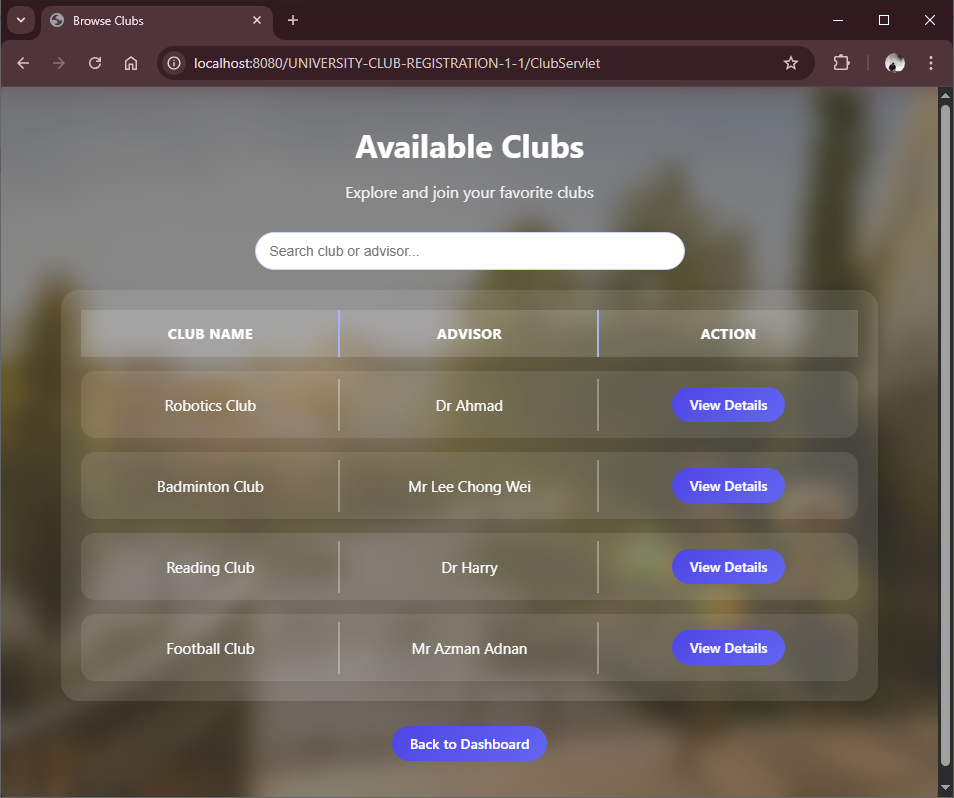 Browse Clubs
localhost:8080/UNIVERSITY-CLUB-REGISTRATION-1-1/ClubServlet
Available Clubs
Explore and join your favorite clubs
Search club or advisor...
CLUB NAME ADVISOR ACTION
Robotics Club Dr Ahmad View Details
Badminton Club Mr Lee Chong Wei View Details
Reading Club Dr Harry View Details
Football Club Mr Azman Adnan View Details
Back to Dashboard